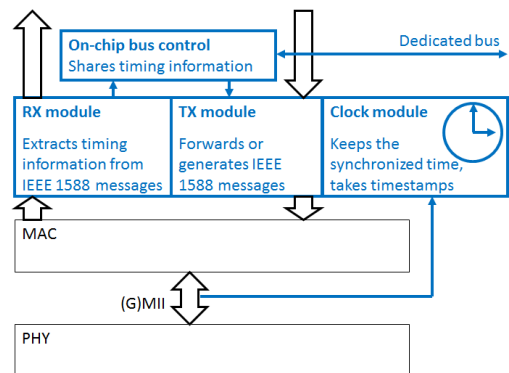 On-chip bus control
Shares timing information
Dedicated bus
RX module
Extracts timing
information from
IEEE 1588 messages
TX module
Forwards or
generates IEEE
1588 messages
Clock module
Keeps the
synchronized time,
takes timestamps
MAC
(G)MII
PHY